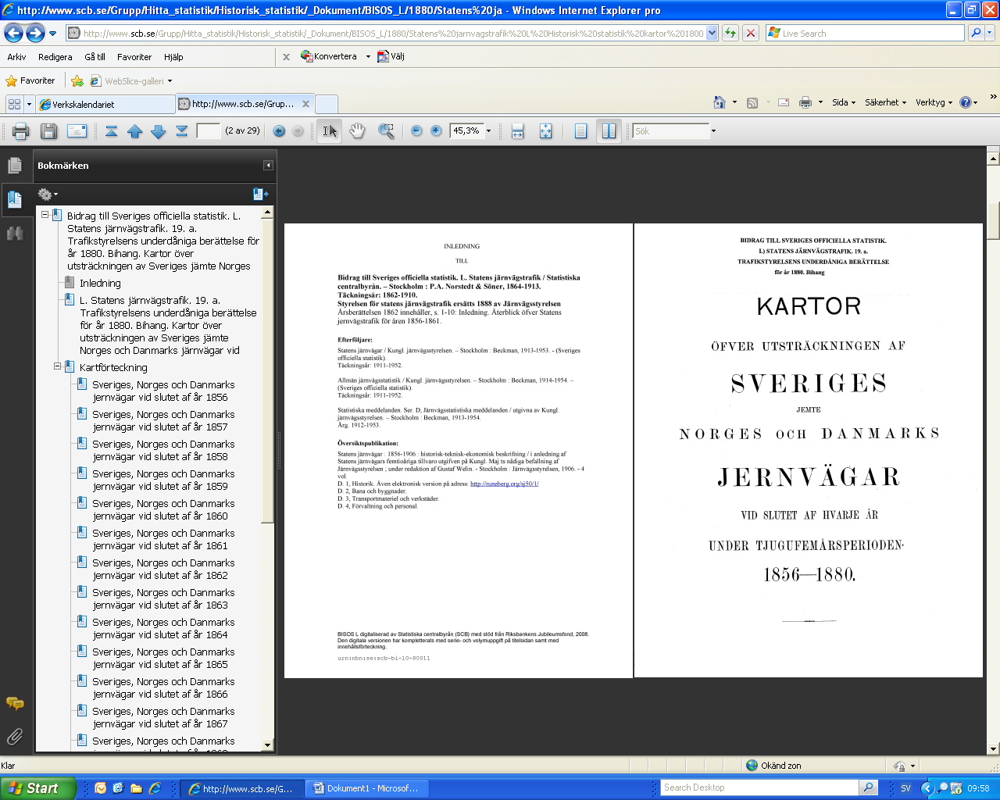 http://www.scb.se/Grupp/Hitta_statistik/Historisk_statistik/_Dokument/BISOS_L/1880/Statens%20ja - Windows Internet Explorer pro
http://www.scb.se/Grupp/Hitta_statistik/Historisk_statistik/_Dokument/BISOS_L/1880/Statens%20jarnvagstrafik%20L%20Historisk%20statistik%20kartor%201800
Live Search
Arkiv Redigera Gå till Favoriter Hjälp
Konvertera Välj
Favoriter WebSlice-galleri
Verkskalendariet
http://www.scb.se/Grup...
Sida Säkerhet Verktyg
(2 av 29)
45,3%
Sök
Bokmärken
Bidrag till Sveriges officiella statistik. L.
Statens järnvägstrafik. 19. a.
Trafikstyrelsens underdåniga berättelse för
år 1880. Bihang. Kartor över
utsträckningen av Sveriges jämte Norges
Inledning
L. Statens järnvägstrafik. 19. a.
Trafikstyrelsens underdåniga berättelse
för år 1880. Bihang. Kartor över
utsträckningen av Sveriges jämte
Norges och Danmarks järnvägar vid
Kartförteckning
Sveriges, Norges och Danmarks
jernvägar vid slutet af år 1856
Sveriges, Norges och Danmarks
jernvägar vid slutet af år 1857
Sveriges, Norges och Danmarks
jernvägar vid slutet af år 1858
Sveriges, Norges och Danmarks
jernvägar vid slutet af år 1859
Sveriges, Norges och Danmarks
jernvägar vid slutet af år 1860
Sveriges, Norges och Danmarks
jernvägar vid slutet af år 1861
Sveriges, Norges och Danmarks
jernvägar vid slutet af år 1862
Sveriges, Norges och Danmarks
jernvägar vid slutet af år 1863
Sveriges, Norges och Danmarks
jernvägar vid slutet af år 1864
Sveriges, Norges och Danmarks
jernvägar vid slutet af år 1865
Sveriges, Norges och Danmarks
jernvägar vid slutet af år 1866
Sveriges, Norges och Danmarks
jernvägar vid slutet af år 1867
Sveriges, Norges och Danmarks
INLEDNING
TILL
Bidrag till Sveriges officiella statistik. L. Statens järnvägstrafik / Statistiska
centralbyrån. – Stockholm : P.A. Norstedt & Söner, 1864-1913.
Täckningsår: 1862-1910.
Styrelsen för statens järnvägstrafik ersätts 1888 av Järnvägsstyrelsen
Årsberättelsen 1862 innehåller, s. 1-10: Inledning. Återblick öfver Statens
jernvägstrafik för åren 1856-1861.
Efterföljare:
Statens järnvägar / Kungl. järnvägsstyrelsen. – Stockholm : Beckman, 1913-1953. - (Sveriges
officiella statistik).
Täckningsår: 1911-1952.
Allmän järnvägsstatistik / Kungl. järnvägsstyrelsen. – Stockholm : Beckman, 1914-1954. –
(Sveriges officiella statistik).
Täckningsår: 1911-1952.
Statistiska meddelanden. Ser. D, Järnvägsstatistiska meddelanden / utgivna av Kungl.
järnvägsstyrelsen. – Stockholm : Beckman, 1913-1954.
Årg. 1912-1953.
Översiktspublikation:
Statens järnvägar : 1856-1906 : historisk-teknisk-ekonomisk beskrifning / i anledning af
Statens järnvägars femtioåriga tillvaro utgifven på Kungl. Maj:ts nådiga befallning af
Järnvägsstyrelsen ; under redaktion af Gustaf Welin. - Stockholm : Järnvägsstyrelsen, 1906. - 4
vol.
D. 1, Historik. Även elektronisk version på adress: http://runeberg.org/sj50/1/
D. 2, Bana och byggnader.
D. 3, Transportmateriel och verkstäder.
D. 4, Förvaltning och personal.
BISOS L digitaliserad av Statistiska centralbyrån (SCB) med stöd från Riksbankens Jubileumsfond, 2008.
Den digitala versionen har kompletterats med serie- och volymuppgift på titelsidan samt med
innehållsförteckning.
urn:nbn:se:scb-bi-10-80011
BIDRAG TILL SVERIGES OFFICIELLA STATISTIK.
L) STATENS JÄRNVÄGSTRAFIK. 19. a.
TRAFIKSTYRELSENS UNDERDÅNIGA BERÄTTELSE
för år 1880. Bihang
KARTOR
ÖFVER UTSTRÄCKNINGEN AF
SVERIGES
JEMTE
NORGES OCH DANMARKS
JERNVÄGAR
VID SLUTET AF HVARJE ÅR
UNDER TJUGUFEMÅRSPERIODEN
1856—1880.
Klar
Okänd zon
Start
http://www.scb.se/G...
Dokument1 - Microsof...
Search Desktop
SV
09:58